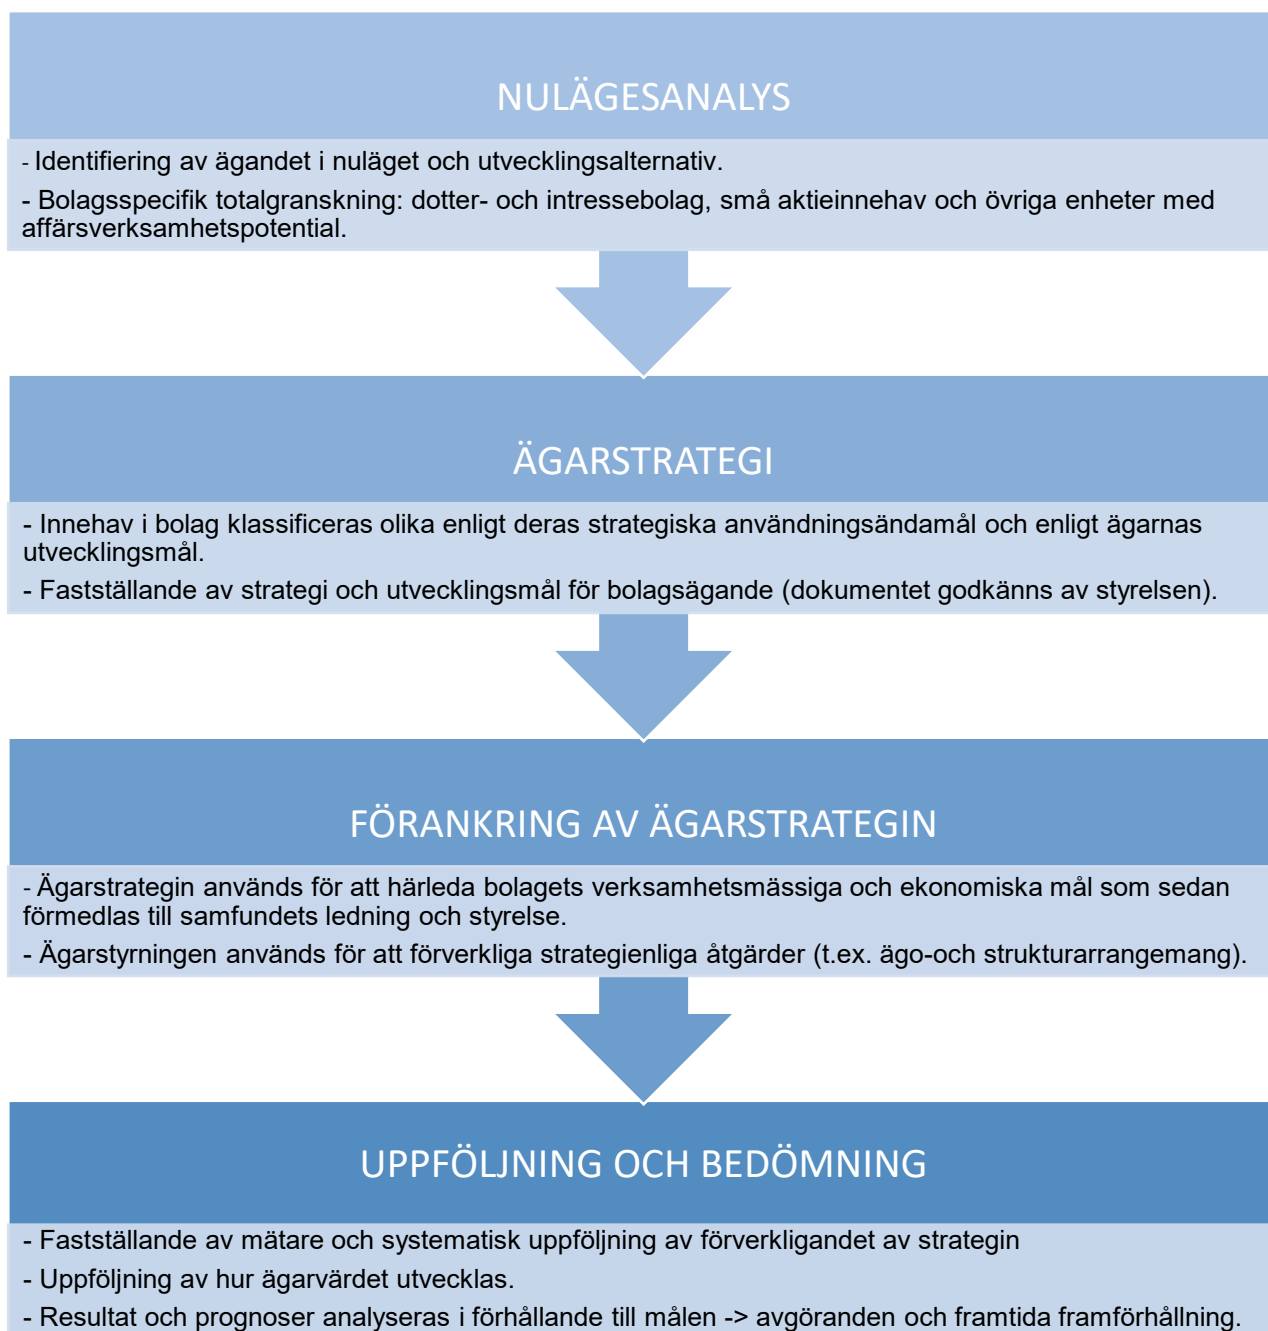 NULÄGESANALYS
- Identifiering av ägandet i nuläget och utvecklingsalternativ.
- Bolagsspecifik totalgranskning: dotter- och intressebolag, små aktieinnehav och övriga enheter med
affärsverksamhetspotential.
ÄGARSTRATEGI
- Innehav i bolag klassificeras olika enligt deras strategiska användningsändamål och enligt ägarnas
utvecklingsmål.
- Fastställande av strategi och utvecklingsmål för bolagsägande (dokumentet godkänns av styrelsen).
FÖRANKRING AV ÄGARSTRATEGIN
- Ägarstrategin används för att härleda bolagets verksamhetsmässiga och ekonomiska mål som sedan
förmedlas till samfundets ledning och styrelse.
- Ägarstyrningen används för att förverkliga strategienliga åtgärder (t.ex. ägo-och strukturarrangemang).
UPPFÖLJNING OCH BEDÖMNING
- Fastställande av mätare och systematisk uppföljning av förverkligandet av strategin
- Uppföljning av hur ägarvärdet utvecklas.
- Resultat och prognoser analyseras i förhållande till målen -> avgöranden och framtida framförhållning.